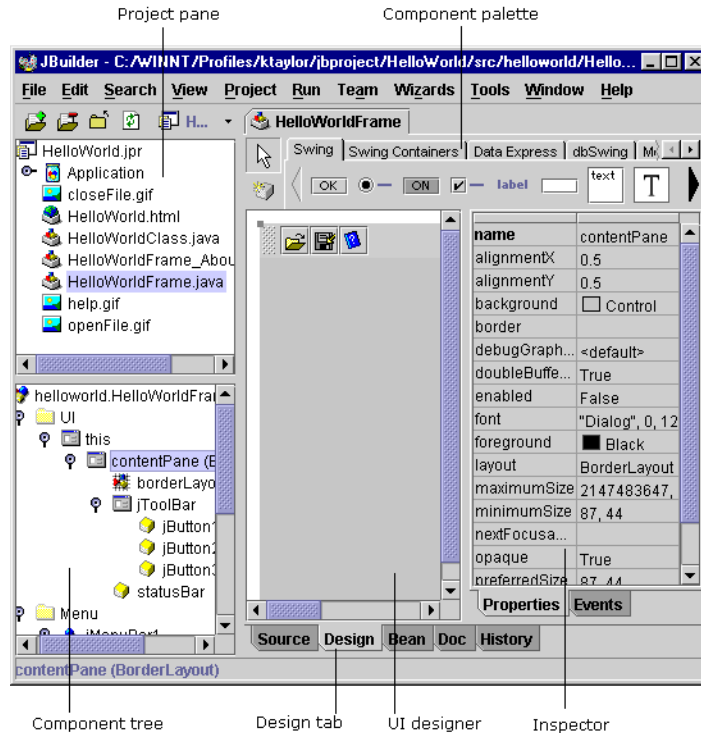 Project pane
Component palette
JBuilder - C:/WINNT/Profiles/ktaylor/jbproject/HelloWorld/src/helloworld/Hello...
File Edit Search View Project Run Team Wizards Tools Window Help
H...
HelloWorldFrame
HelloWorld.jpr
Application
closeFile.gif
HelloWorld.html
HelloWorldClass.java
HelloWorldFrame_Abou
HelloWorldFrame.java
help.gif
openFile.gif
Swing
Swing Containers
Data Express
dbSwing
OK
ON
label
text
T
helloworld.HelloWorldFra
UI
this
contentPane (B
borderLayo
jToolBar
jButton1
jButton2
jButton3
statusBar
Menu
jMenuBar1
name contentPane
alignmentX 0.5
alignmentY 0.5
background Control
border
debugGraph... <default>
doubleBuffe... True
enabled False
font "Dialog", 0, 12
foreground Black
layout BorderLayout
maximumSize 2147483647,
minimumSize 87, 44
nextFocusa...
opaque True
preferredSize 87, 44
Properties Events
Source Design Bean Doc History
contentPane (BorderLayout)
Component tree
Design tab
UI designer
Inspector